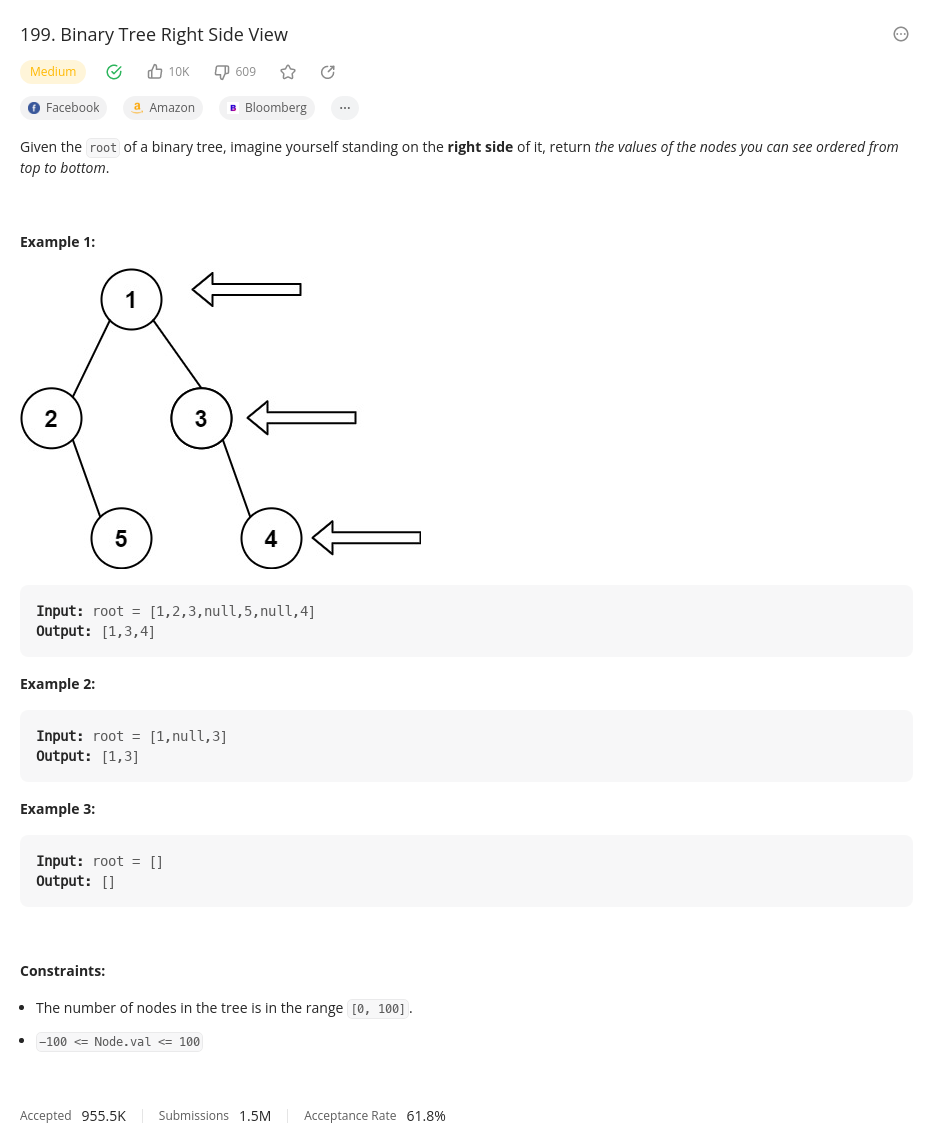 199. Binary Tree Right Side View
Medium 10K 609
Facebook Amazon Bloomberg ...
Given the root of a binary tree, imagine yourself standing on the right side of it, return the values of the nodes you can see ordered from
top to bottom.
Example 1:
1
2 3
5 4
Input: root = [1,2,3,null,5,null,4]
Output: [1,3,4]
Example 2:
Input: root = [1,null,3]
Output: [1,3]
Example 3:
Input: root = []
Output: []
Constraints:
• The number of nodes in the tree is in the range [0, 100].
• -100 <= Node.val <= 100
Accepted 955.5K Submissions 1.5M Acceptance Rate 61.8%